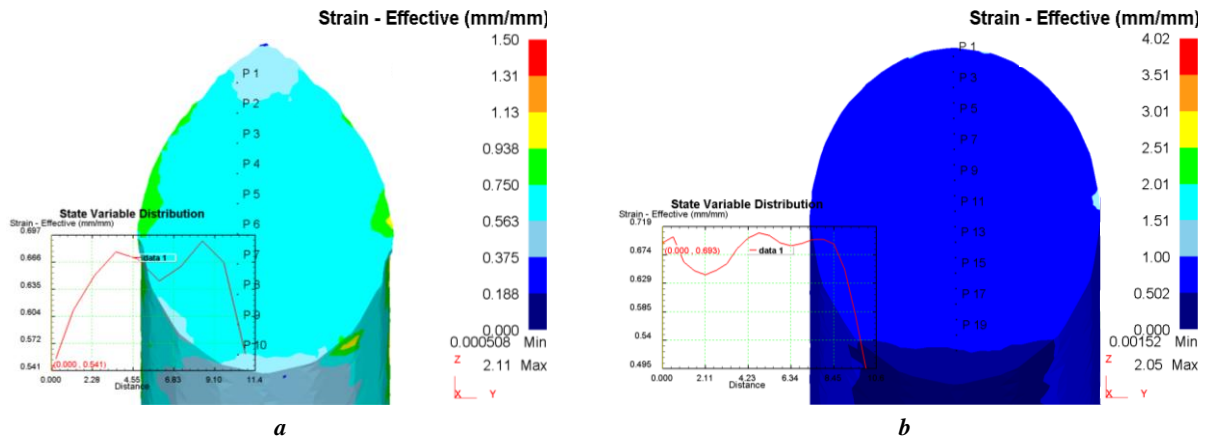 Strain - Effective (mm/mm)
1.50
1.31
1.13
0.938
0.750
0.563
0.375
0.188
0.000
0.000508 Min
2.11 Max
Z
X Y
P 1
P 2
P 3
P 4
P 5
P 6
P 7
P 8
P 9
P 10
State Variable Distribution
Strain - Effective (mm/mm)
0.697
0.666
0.635
0.604
0.572
0.541
data 1
(0.000 , 0.541)
0.000 2.28 4.55 6.83 9.10 11.4
Distance
a
Strain - Effective (mm/mm)
4.02
3.51
3.01
2.51
2.01
1.51
1.00
0.502
0.000
0.00152 Min
2.05 Max
Z
X Y
P 1
P 3
P 5
P 7
P 9
P 11
P 13
P 15
P 17
P 19
State Variable Distribution
Strain - Effective (mm/mm)
0.719
0.674
0.629
0.585
0.54
0.495
(0.000 , 0.693)
data 1
0.000 2.11 4.23 6.34 8.45
Distance
b